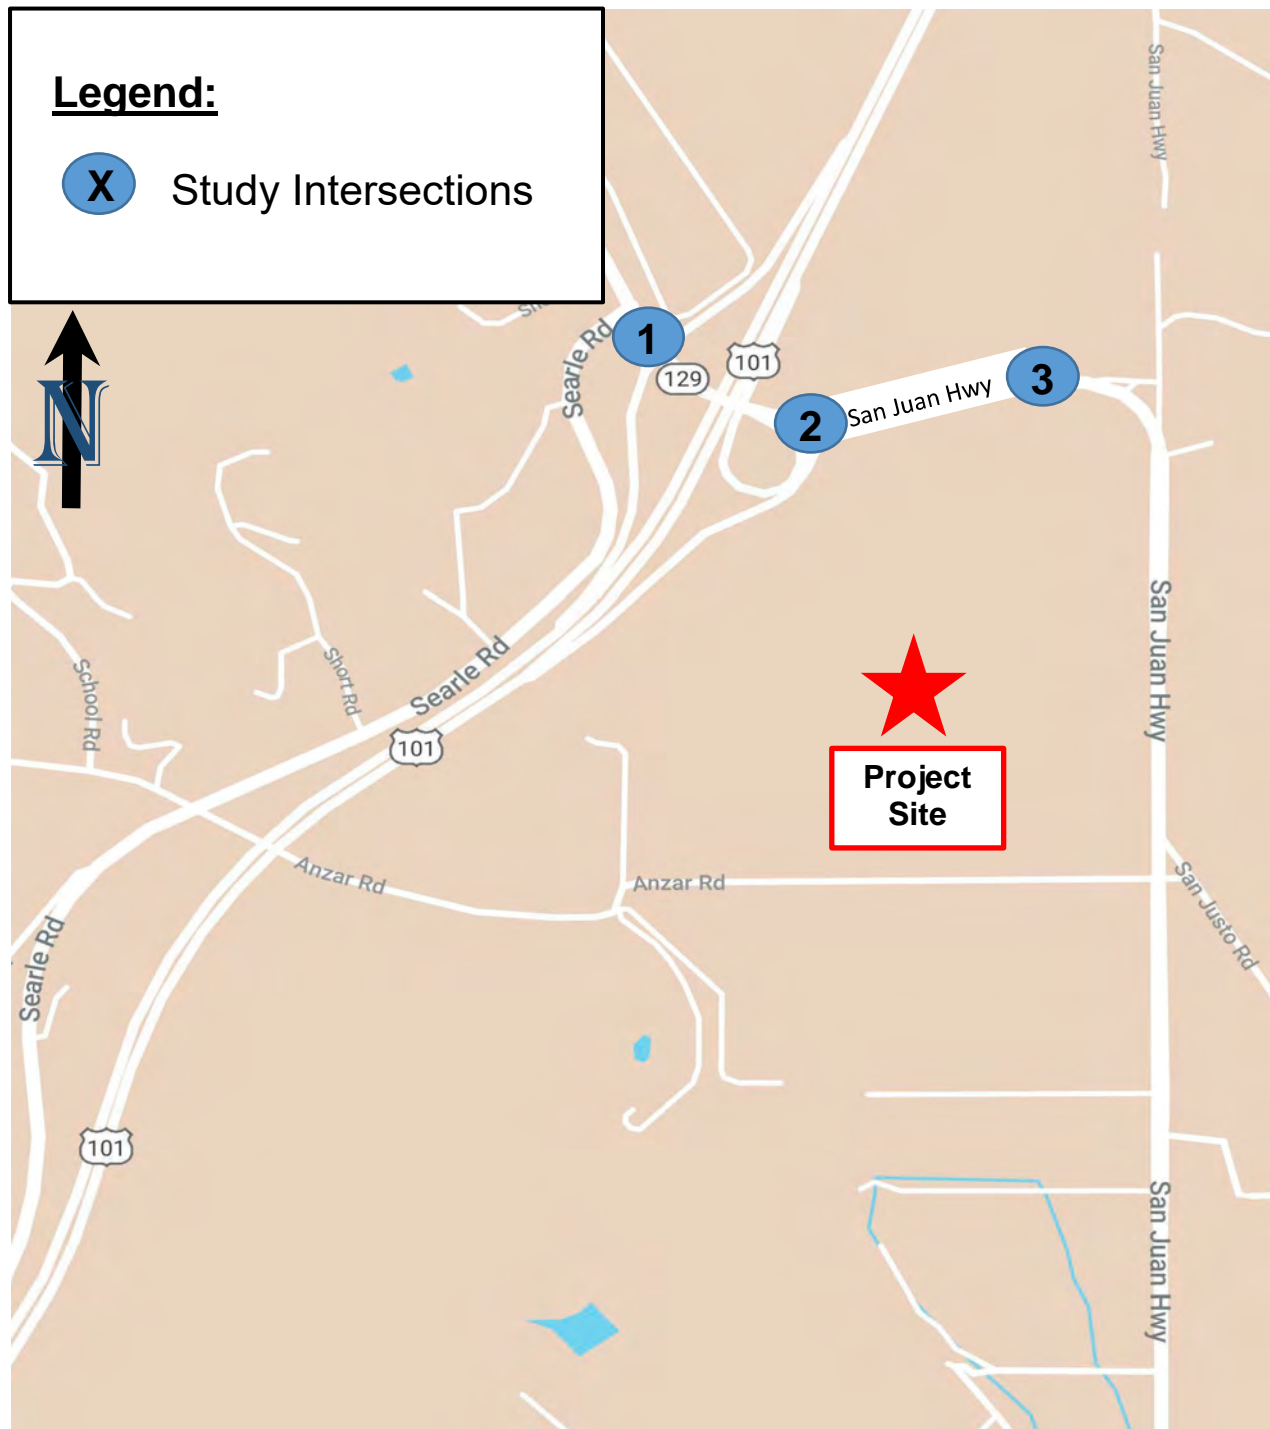 Legend:
X Study Intersections
N
San Juan Hwy
Searle Rd
1
129
101
2
San Juan Hwy
3
San Juan Hwy
School Rd
Short Rd
Searle Rd
101
Project
Site
Anzar Rd
Anzar Rd
San Justo Rd
Searle Rd
101
San Juan Hwy